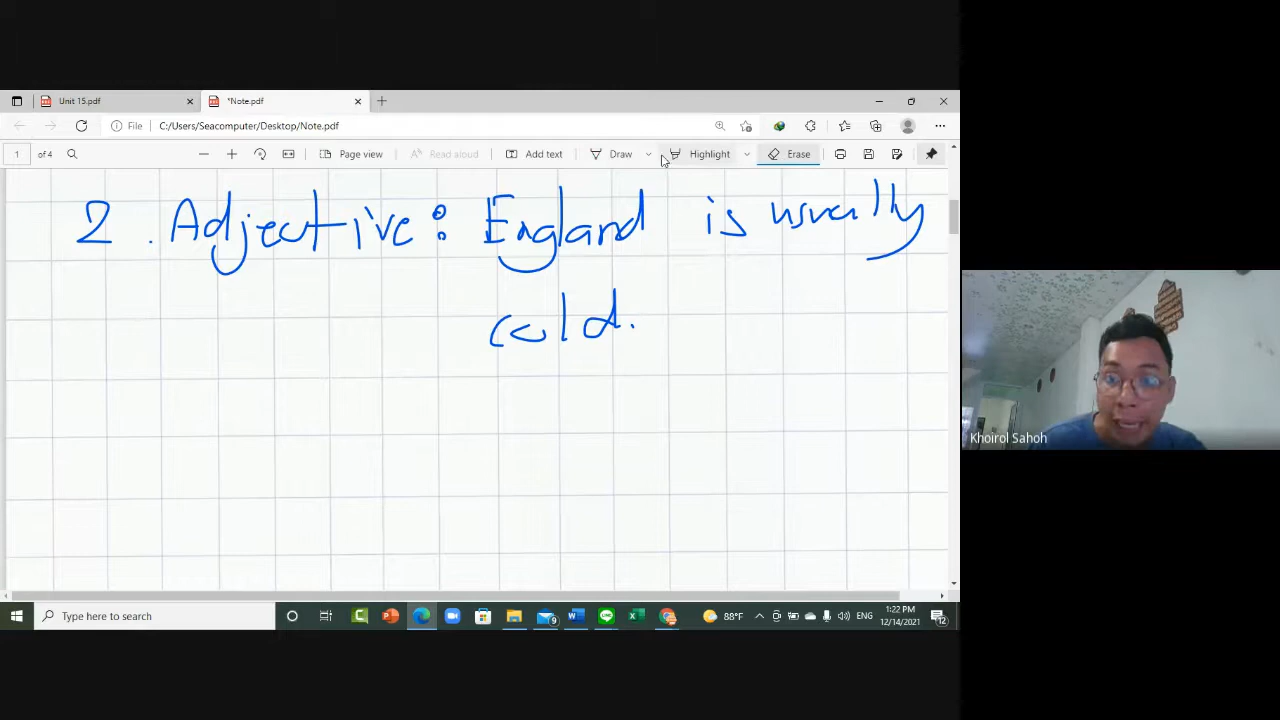 Unit 15.pdf
*Note.pdf
File
C:/Users/Seacomputer/Desktop/Note.pdf
1 of 4
Page view
Read aloud
Add text
Draw
Highlight
Erase
2. Adjective: England is usually
cold.
Khoirol Sahoh
Type here to search
9
88°F
ENG
1:22 PM
12/14/2021
12